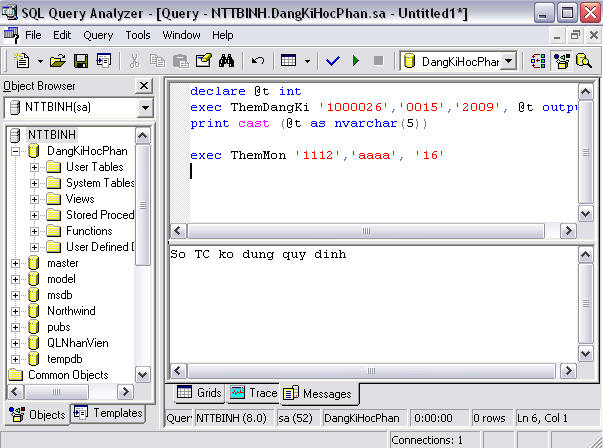 SQL Query Analyzer - [Query - NTTBINH.DangKiHocPhan.sa - Untitled1*]
File Edit Query Tools Window Help
DangKiHocPhan
Object Browser
NTTBINH(sa)
NTTBINH
DangKiHocPhan
User Tables
System Tables
Views
Stored Proced
Functions
User Defined D
master
model
msdb
Northwind
pubs
QLNhanVien
tempdb
Common Objects
Objects Templates
declare @t int
exec ThemDangKi '1000026','0015','2009', @t outpu
print cast (@t as nvarchar(5))
exec ThemMon '1112','aaaa', '16'
So TC ko dung quy dinh
Grids Trace Messages
Quer NTTBINH (8.0) sa (52) DangKiHocPhan 0:00:00 0 rows Ln 6, Col 1
Connections: 1